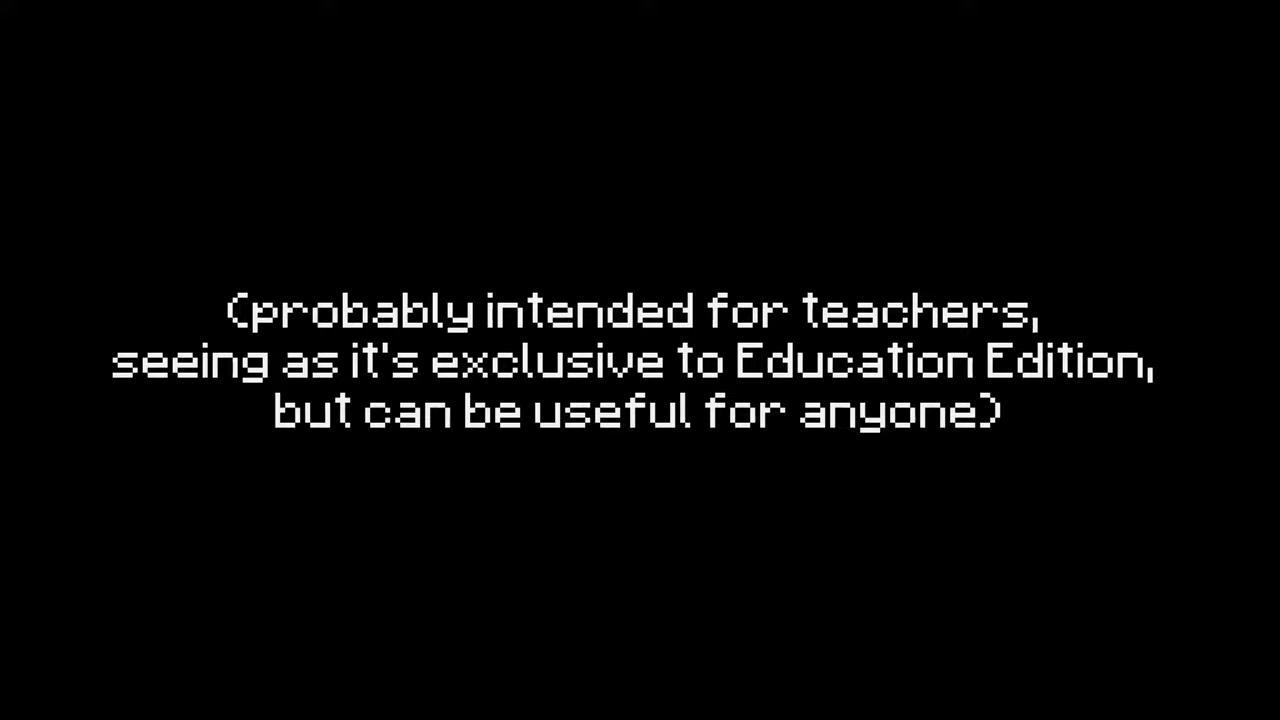 (probably intended for teachers,
seeing as it's exclusive to Education Edition,
but can be useful for anyone)